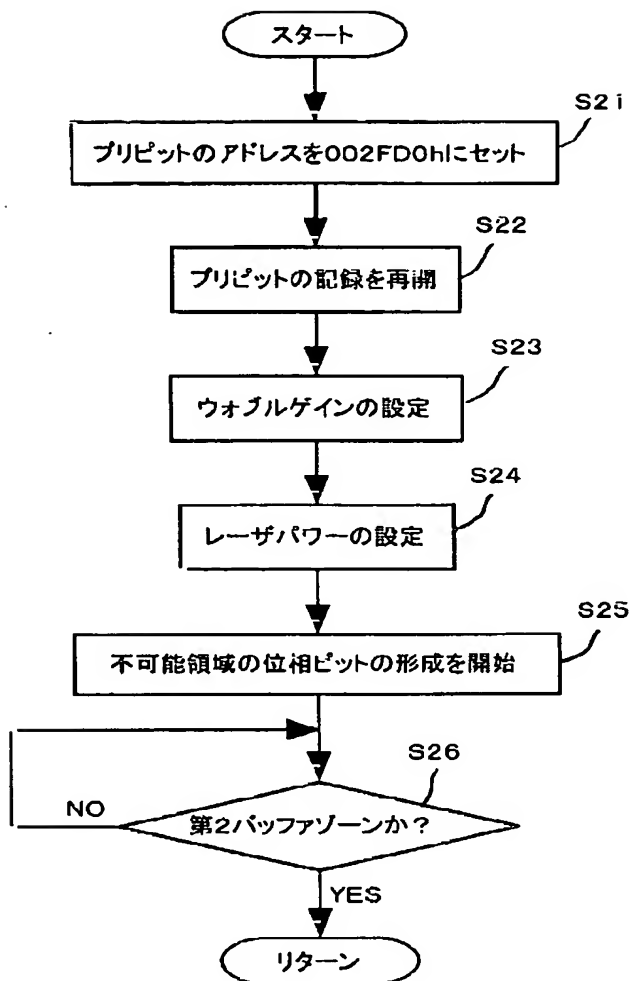 スタート
S21
プリピットのアドレスを002FD0hにセット
S22
プリピットの記録を再開
S23
ウォブルゲインの設定
S24
レーザパワーの設定
S25
不可能領域の位相ピットの形成を開始
S26
第2バッファゾーンか?
NO
YES
リターン